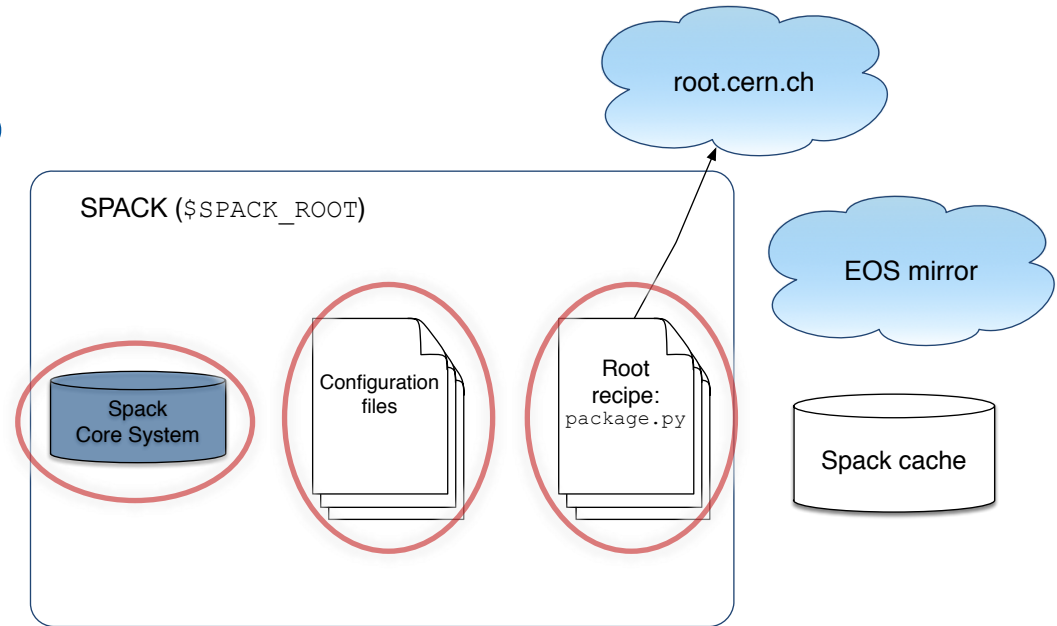 root.cern.ch
SPACK ($SPACK_ROOT)
EOS mirror
Configuration
files
Root
recipe:
package.py
Spack
Core System
Spack cache